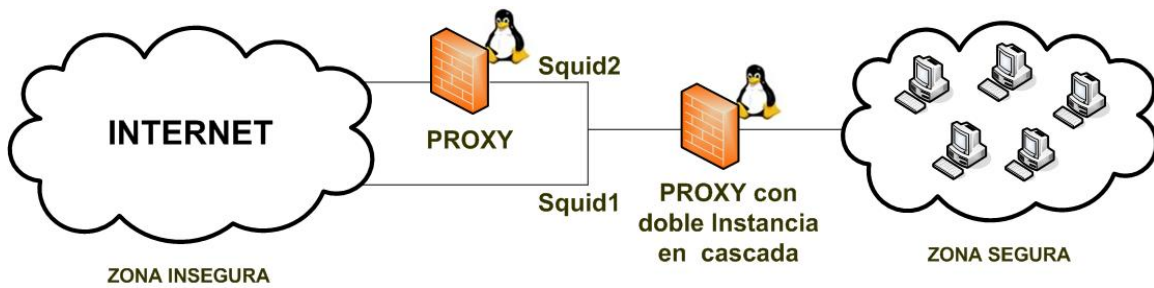 INTERNET
Squid2
PROXY
Squid1
PROXY con
doble Instancia
en cascada
ZONA INSEGURA
ZONA SEGURA